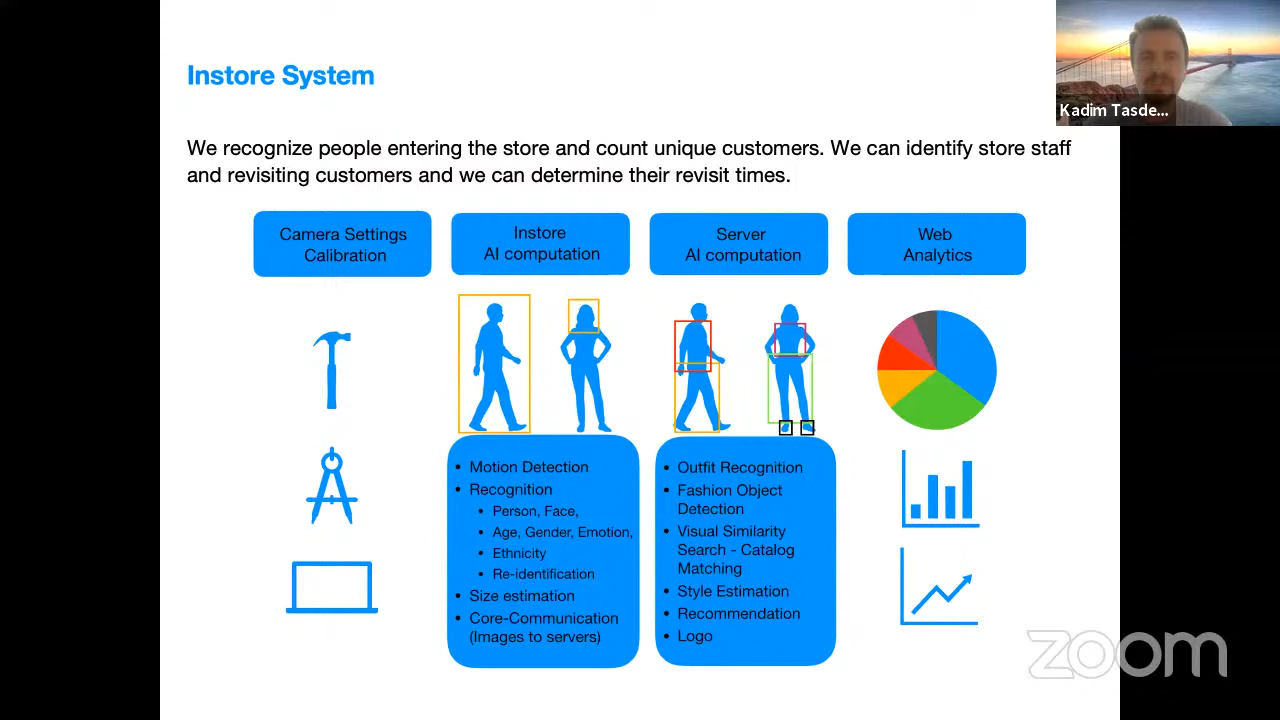 Instore System
Kadim Tasde...
We recognize people entering the store and count unique customers. We can identify store staff
and revisiting customers and we can determine their revisit times.
Camera Settings
Calibration
Instore
AI computation
Server
AI computation
Web
Analytics
• Motion Detection
• Recognition
• Person, Face,
• Age, Gender, Emotion,
• Ethnicity
• Re-identification
• Size estimation
• Core-Communication
(Images to servers)
• Outfit Recognition
• Fashion Object
Detection
• Visual Similarity
Search - Catalog
Matching
• Style Estimation
• Recommendation
• Logo
zoom